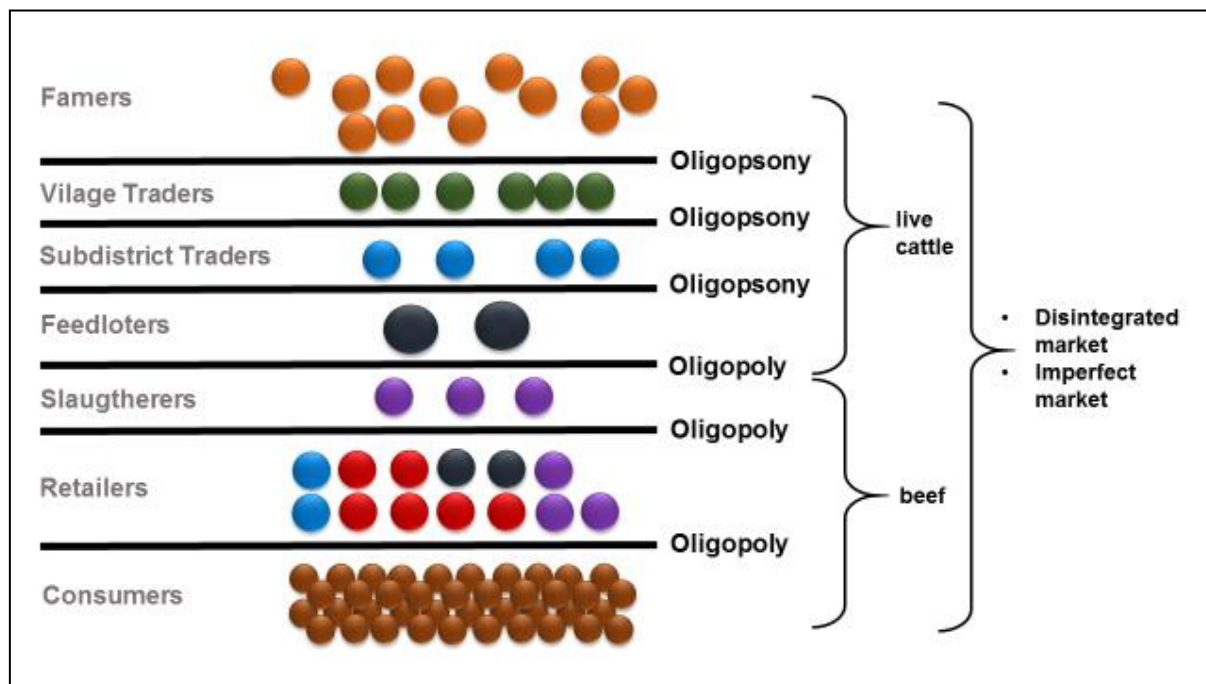 Famers
Oligopsony
Vilage Traders
Oligopsony
Subdistrict Traders
Oligopsony
Feedloters
Oligopoly
Slaugtherers
Oligopoly
Retailers
Oligopoly
Consumers
live
cattle
beef
• Disintegrated
market
• Imperfect
market